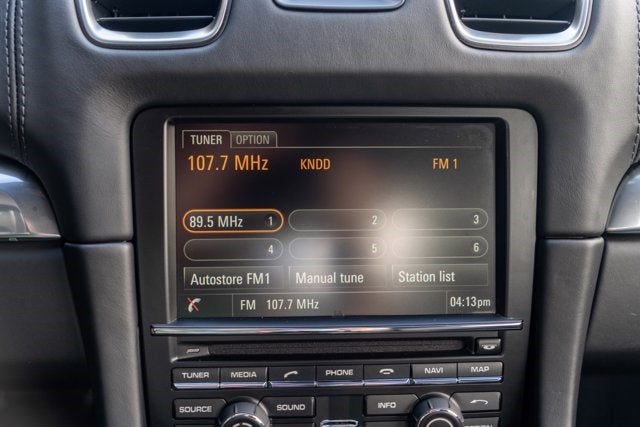 TUNER OPTION
107.7 MHz KNDD FM 1
89.5 MHz 1 2 3
4 5 6
Autostore FM1 Manual tune Station list
FM 107.7 MHz 04:13pm
TUNER MEDIA PHONE NAVI MAP
SOURCE SOUND INFO